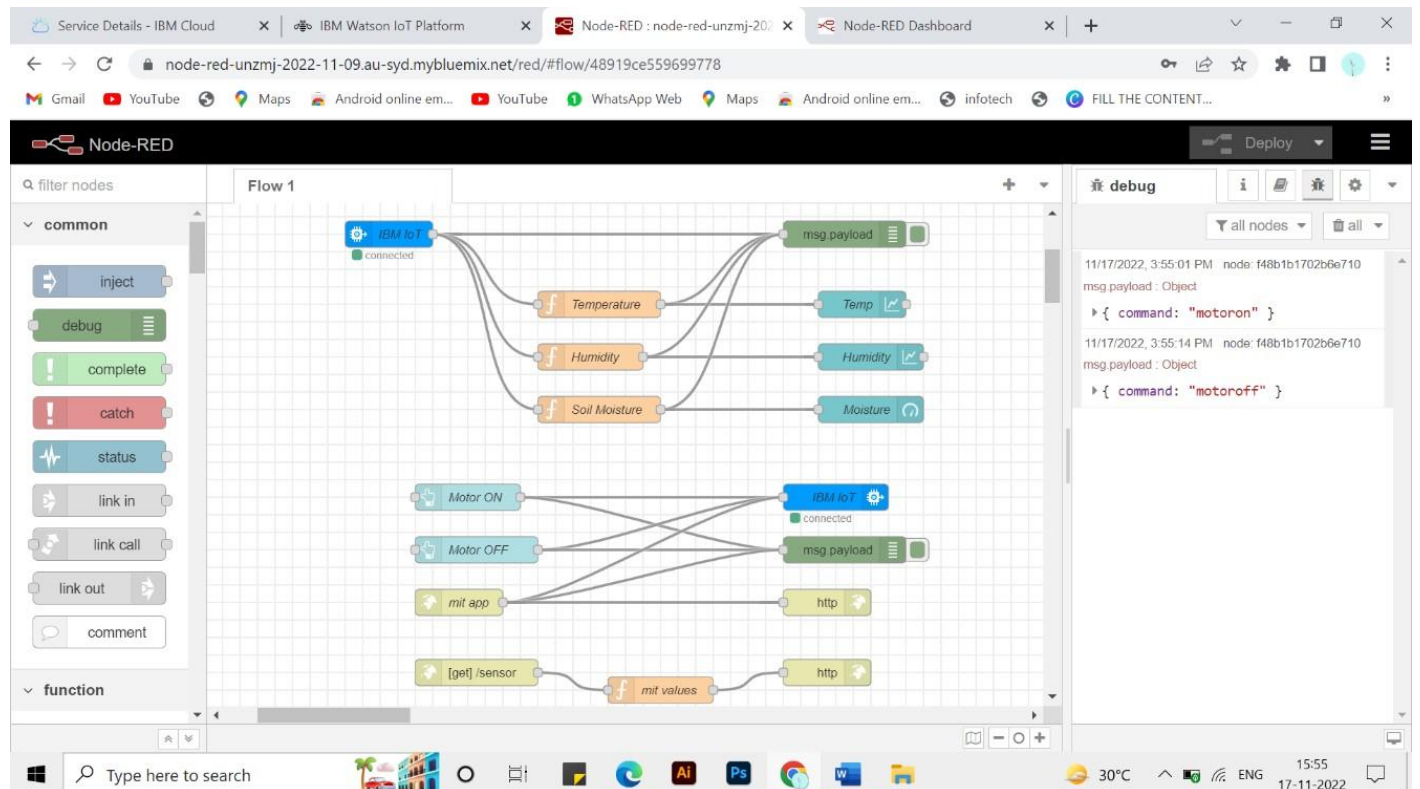 Service Details - IBM Cloud
IBM Watson IoT Platform
Node-RED : node-red-unzmj-202
Node-RED Dashboard
node-red-unzmj-2022-11-09.au-syd.mybluemix.net/red/#flow/48919ce559699778
Gmail YouTube Maps Android online em... YouTube WhatsApp Web Maps Android online em... infotech FILL THE CONTENT... »
Node-RED
Deploy
filter nodes
Flow 1
debug
common
all nodes
all
inject
debug
complete
catch
status
link in
link call
link out
comment
function
IBM IoT
connected
msg.payload
Temperature
Temp
Humidity
Humidity
Soil Moisture
Moisture
Motor ON
IBM IoT
connected
Motor OFF
msg.payload
mit app
http
[get] /sensor
http
mit values
11/17/2022, 3:55:01 PM node: f48b1b1702b6e710
msg.payload : Object
{ command: "motoron" }
11/17/2022, 3:55:14 PM node: f48b1b1702b6e710
msg.payload : Object
{ command: "motoroff" }
Type here to search
Ai
Ps
30°C
ENG
15:55
17-11-2022